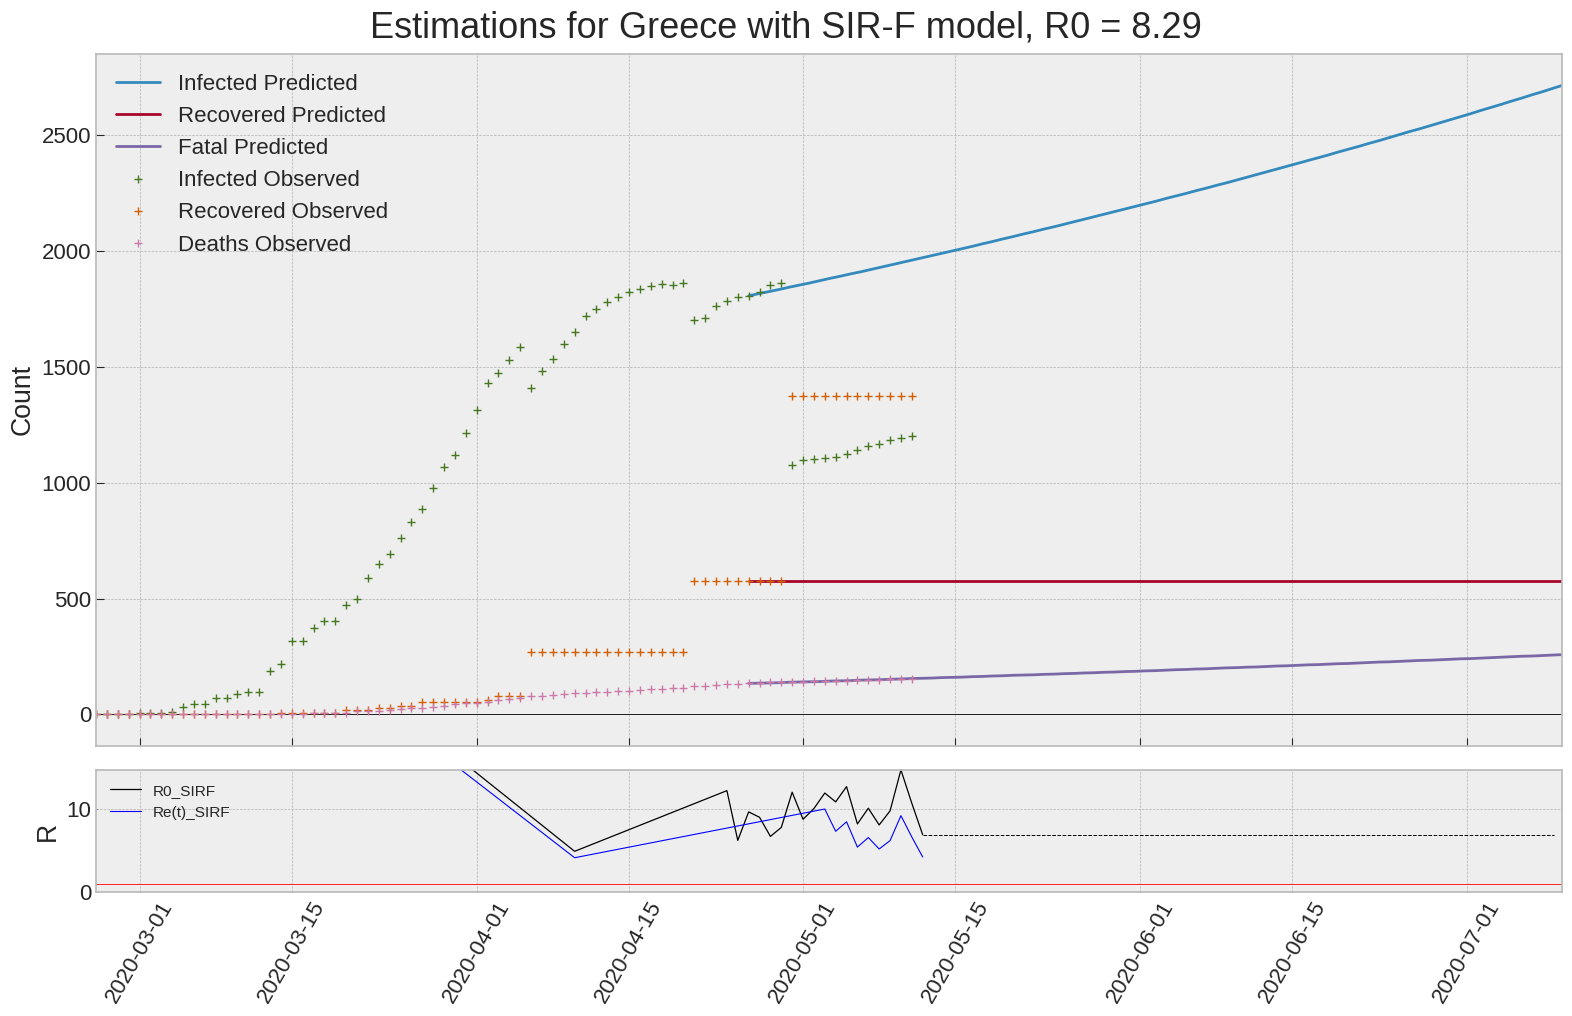 Estimations for Greece with SIR-F model, R0 = 8.29
Infected Predicted
Recovered Predicted
Fatal Predicted
Infected Observed
Recovered Observed
Deaths Observed
2500
2000
1500
1000
500
0
Count
R0_SIRF
Re(t)_SIRF
10
0
R
2020-03-01
2020-03-15
2020-04-01
2020-04-15
2020-05-01
2020-05-15
2020-06-01
2020-06-15
2020-07-01